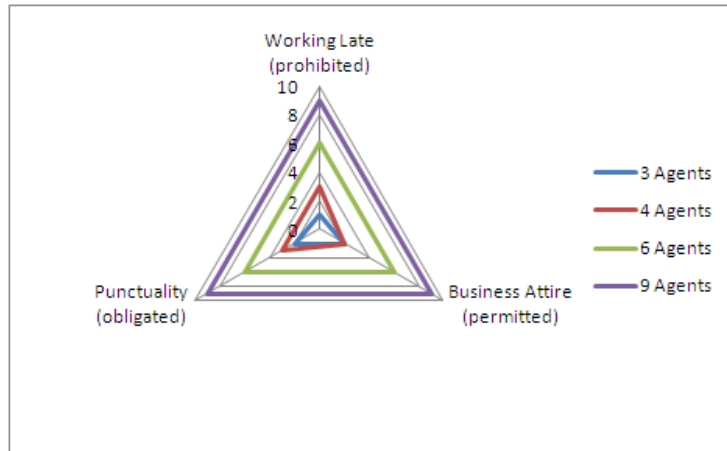 Working Late
(prohibited)
10
8
6
4
2
0
Punctuality
(obligated)
Business Attire
(permitted)
3 Agents
4 Agents
6 Agents
9 Agents